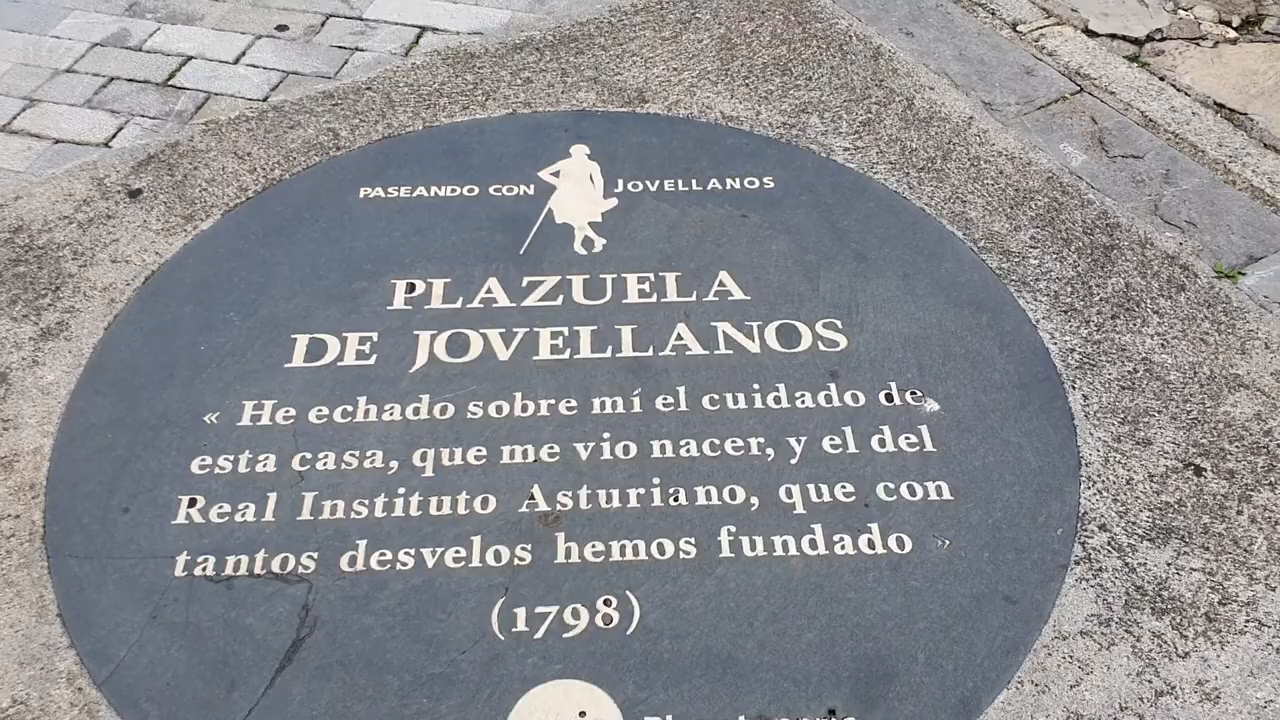 PASEANDO CON JOVELLANOS
PLAZUELA
DE JOVELLANOS
« He echado sobre mí el cuidado de
esta casa, que me vio nacer, y el del
Real Instituto Asturiano, que con
tantos desvelos hemos fundado »
(1798)